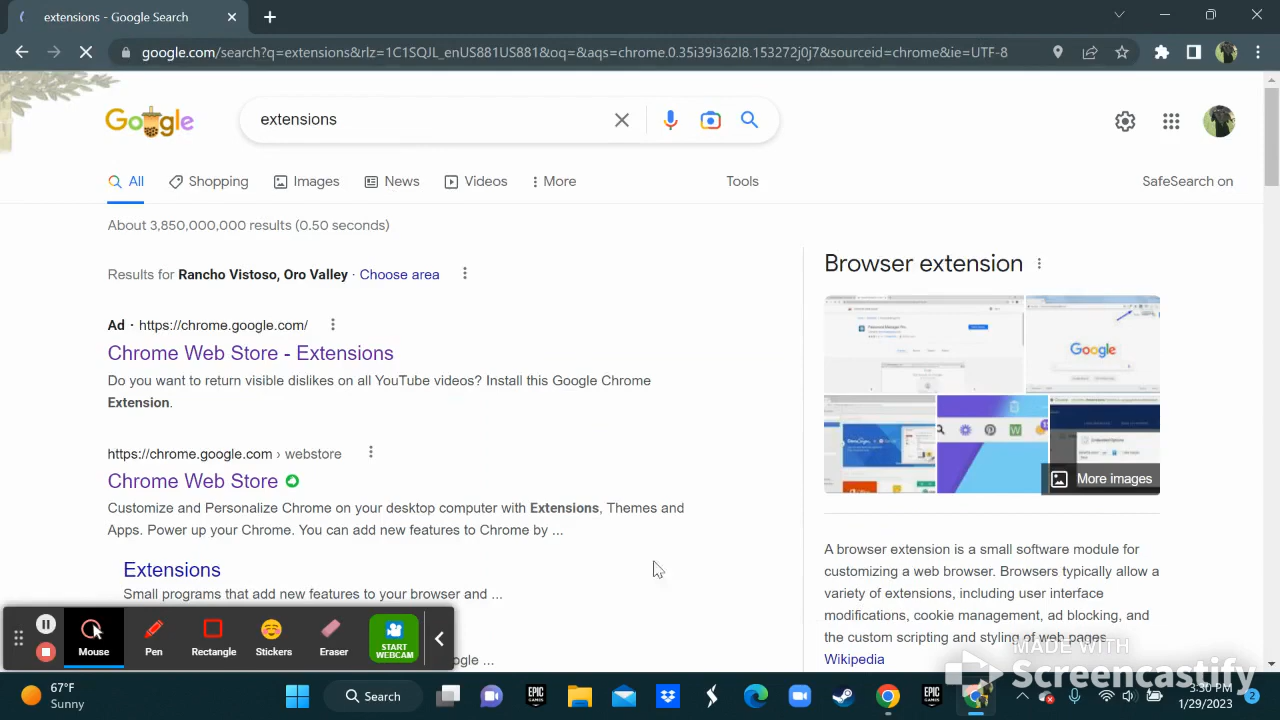 extensions - Google Search
google.com/search?q=extensions&rlz=1C1SQJL_enUS881US881&oq=&aqs=chrome.0.35i39i362l8.153272j0j7&sourceid=chrome&ie=UTF-8
Google
extensions
All Shopping Images News Videos More Tools SafeSearch on
About 3,850,000,000 results (0.50 seconds)
Results for Rancho Vistoso, Oro Valley · Choose area
Ad · https://chrome.google.com/
Chrome Web Store - Extensions
Do you want to return visible dislikes on all YouTube videos? Install this Google Chrome
Extension.
https://chrome.google.com › webstore
Chrome Web Store
Customize and Personalize Chrome on your desktop computer with Extensions, Themes and
Apps. Power up your Chrome. You can add new features to Chrome by ...
Extensions
Small programs that add new features to your browser and ...
Browser extension
Google
More images
A browser extension is a small software module for
customizing a web browser. Browsers typically allow a
variety of extensions, including user interface
modifications, cookie management, ad blocking, and
the custom scripting and styling of web pages.
Wikipedia
Mouse
Pen
Rectangle
Stickers
Eraser
START
WEBCAM
MADE WITH
Screencastify
67°F
Sunny
Search
EPIC
GAMES
EPIC
GAMES
3:30 PM
1/29/2023
2